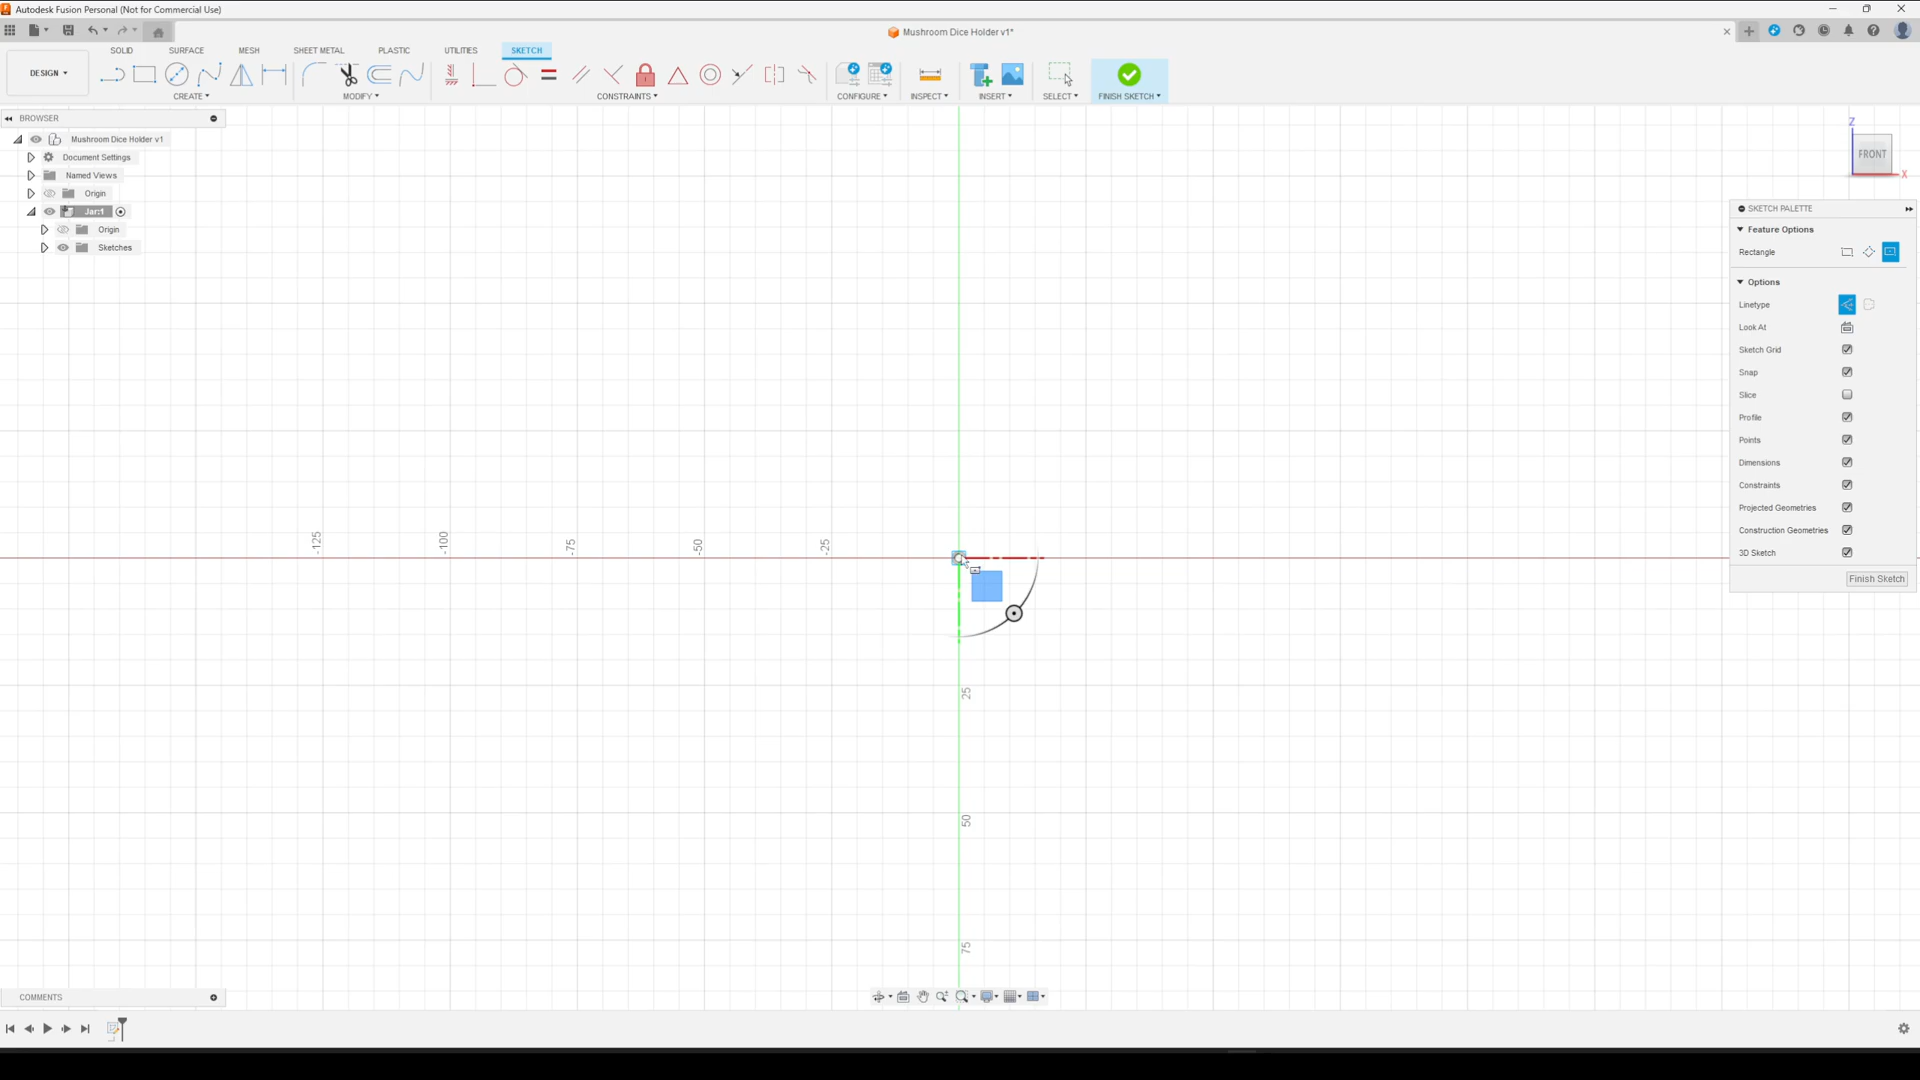 Autodesk Fusion Personal (Not for Commercial Use)
Mushroom Dice Holder v1*
SOLID
SURFACE
MESH
SHEET METAL
PLASTIC
UTILITIES
SKETCH
DESIGN
CREATE
MODIFY
CONSTRAINTS
CONFIGURE
INSPECT
INSERT
SELECT
FINISH SKETCH
BROWSER
Mushroom Dice Holder v1
Document Settings
Named Views
Origin
Jar:1
Origin
Sketches
Z
FRONT
X
SKETCH PALETTE
Feature Options
Rectangle
Options
Linetype
Look At
Sketch Grid
Snap
Slice
Profile
Points
Dimensions
Constraints
Projected Geometries
Construction Geometries
3D Sketch
Finish Sketch
-125
-100
-75
-50
-25
25
50
75
COMMENTS